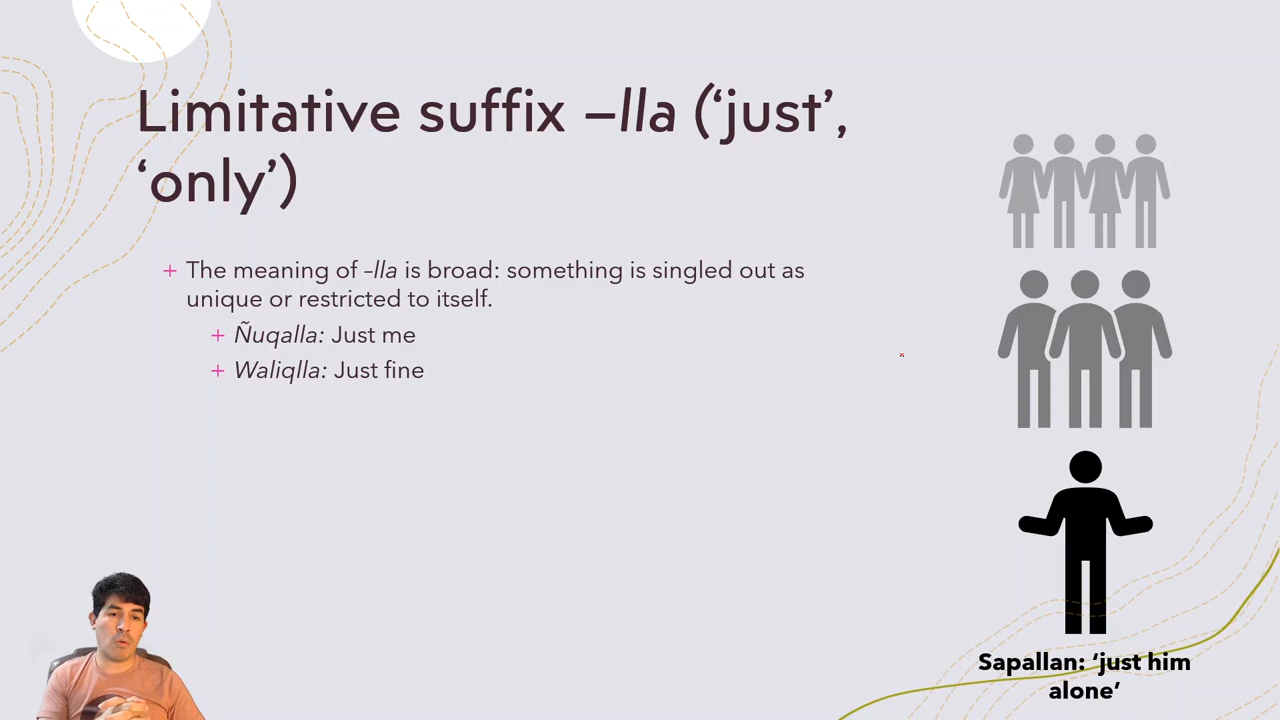 Limitative suffix –lla (‘just’,
‘only’)
+ The meaning of –lla is broad: something is singled out as
unique or restricted to itself.
+ Ñuqalla: Just me
+ Waliqlla: Just fine
Sapallan: ‘just him
alone’